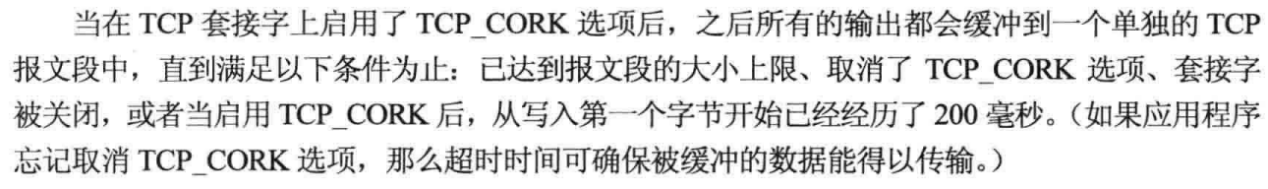 当在 TCP 套接字上启用了 TCP_CORK 选项后，之后所有的输出都会缓冲到一个单独的 TCP
报文段中，直到满足以下条件为止：已达到报文段的大小上限、取消了 TCP_CORK 选项、套接字
被关闭，或者当启用 TCP_CORK 后，从写入第一个字节开始已经经历了 200 毫秒。（如果应用程序
忘记取消 TCP_CORK 选项，那么超时时间可确保被缓冲的数据能得以传输。）